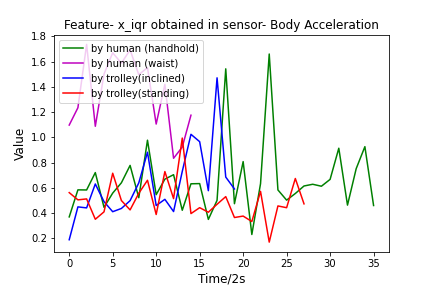 Feature- x_iqr obtained in sensor- Body Acceleration
Value
1.8
1.6
1.4
1.2
1.0
0.8
0.6
0.4
0.2
by human (handhold)
by human (waist)
by trolley(inclined)
by trolley(standing)
0 5 10 15 20 25 30 35
Time/2s